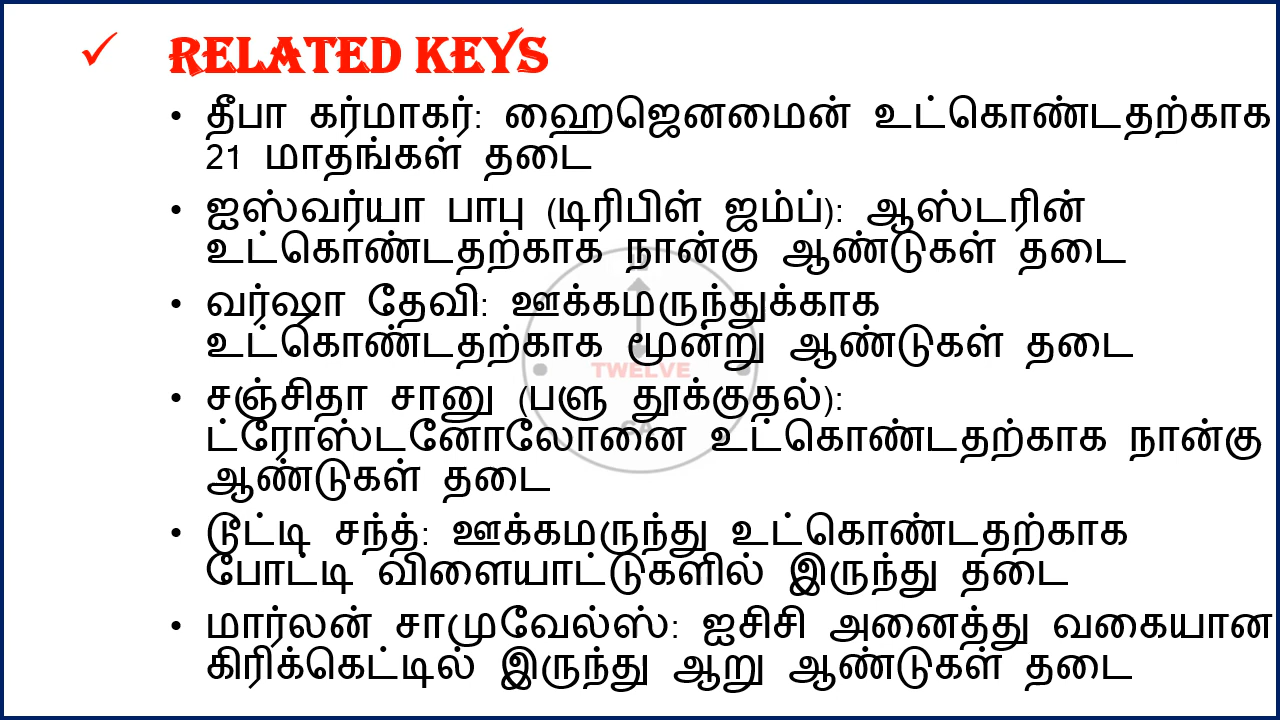 ✓ RELATED KEYS
• தீபா கர்மாகர்: ஹைஜெனமைன் உட்கொண்டதற்காக
21 மாதங்கள் தடை
• ஐஸ்வர்யா பாபு (டிரிபிள் ஜம்ப்): ஆஸ்டரின்
உட்கொண்டதற்காக நான்கு ஆண்டுகள் தடை
• வர்ஷா தேவி: ஊக்கமருந்துக்காக
உட்கொண்டதற்காக மூன்று ஆண்டுகள் தடை
TWELVE
• சஞ்சிதா சானு (பளு தூக்குதல்):
ட்ரோஸ்டனோலோனை உட்கொண்டதற்காக நான்கு
ஆண்டுகள் தடை
• டூட்டி சந்த்: ஊக்கமருந்து உட்கொண்டதற்காக
போட்டி விளையாட்டுகளில் இருந்து தடை
• மார்லன் சாமுவேல்ஸ்: ஐசிசி அனைத்து வகையான
கிரிக்கெட்டில் இருந்து ஆறு ஆண்டுகள் தடை